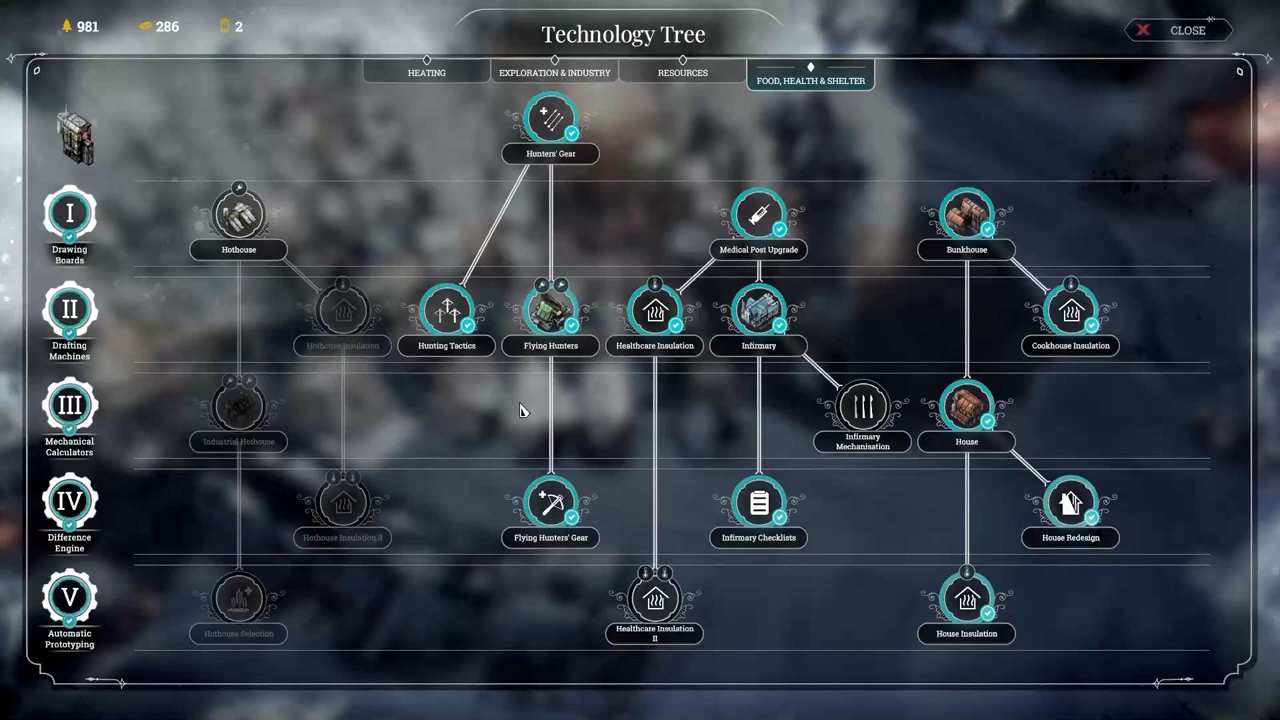 981
286
2
Technology Tree
CLOSE
HEATING
EXPLORATION & INDUSTRY
RESOURCES
FOOD, HEALTH & SHELTER
Hunters' Gear
I
Drawing
Boards
Hothouse
Medical Post Upgrade
Bunkhouse
II
Drafting
Machines
Hothouse Insulation
Hunting Tactics
Flying Hunters
Healthcare Insulation
Infirmary
Cookhouse Insulation
III
Mechanical
Calculators
Industrial Hothouse
Infirmary
Mechanisation
House
IV
Difference
Engine
Hothouse Insulation II
Flying Hunters' Gear
Infirmary Checklists
House Redesign
V
Automatic
Prototyping
Hothouse Selection
Healthcare Insulation
II
House Insulation